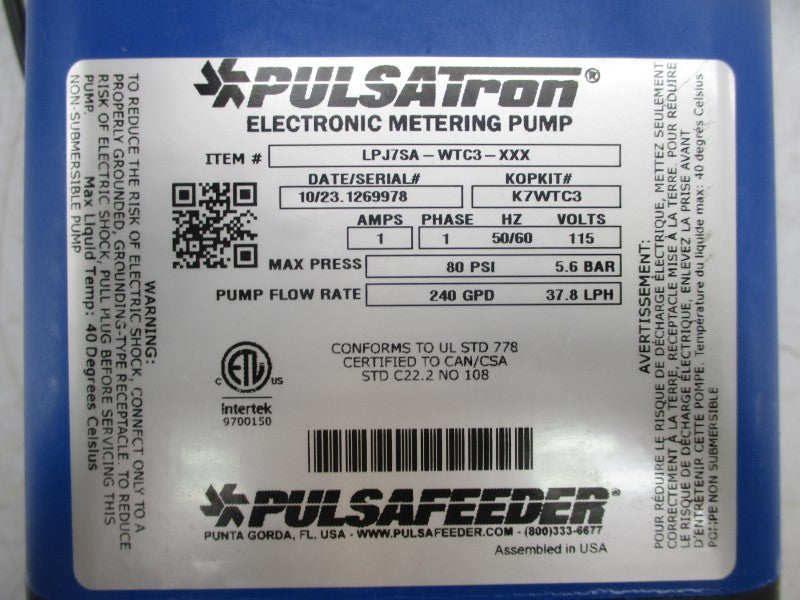 PULSATron®
ELECTRONIC METERING PUMP
ITEM # LPJ7SA-WTC3-XXX
DATE/SERIAL# KOPKIT#
10/23.1269978 K7WTC3
AMPS PHASE HZ VOLTS
1 1 50/60 115
MAX PRESS 80 PSI 5.6 BAR
PUMP FLOW RATE 240 GPD 37.8 LPH
CONFORMS TO UL STD 778
CERTIFIED TO CAN/CSA
STD C22.2 NO 108
C ETL US
Intertek
9700150
PULSAFEEDER®
PUNTA GORDA, FL. USA - WWW.PULSAFEEDER.COM - (800)333-6677
Assembled in USA
WARNING:
TO REDUCE THE RISK OF ELECTRIC SHOCK, CONNECT ONLY TO A
PROPERLY GROUNDED, GROUNDING-TYPE RECEPTACLE. TO REDUCE
RISK OF ELECTRIC SHOCK, PULL PLUG BEFORE SERVICING THIS
PUMP. Max Liquid Temp: 40 Degrees Celsius
NON-SUBMERSIBLE PUMP
AVERTISSEMENT:
POUR RÉDUIRE LE RISQUE DE DÉCHARGE ÉLECTRIQUE, METTEZ SEULEMENT
CORRECTEMENT À LA TERRE, RECEPTACLE MISE À LA TERRE. POUR RÉDUIRE
LE RISQUE DE DÉCHARGE ÉLECTRIQUE, ENLEVEZ LA PRISE AVANT
D'ENTRETENIR CETTE POMPE. Température du liquide max: 40 degrés Celsius
POMPE NON SUBMERSIBLE